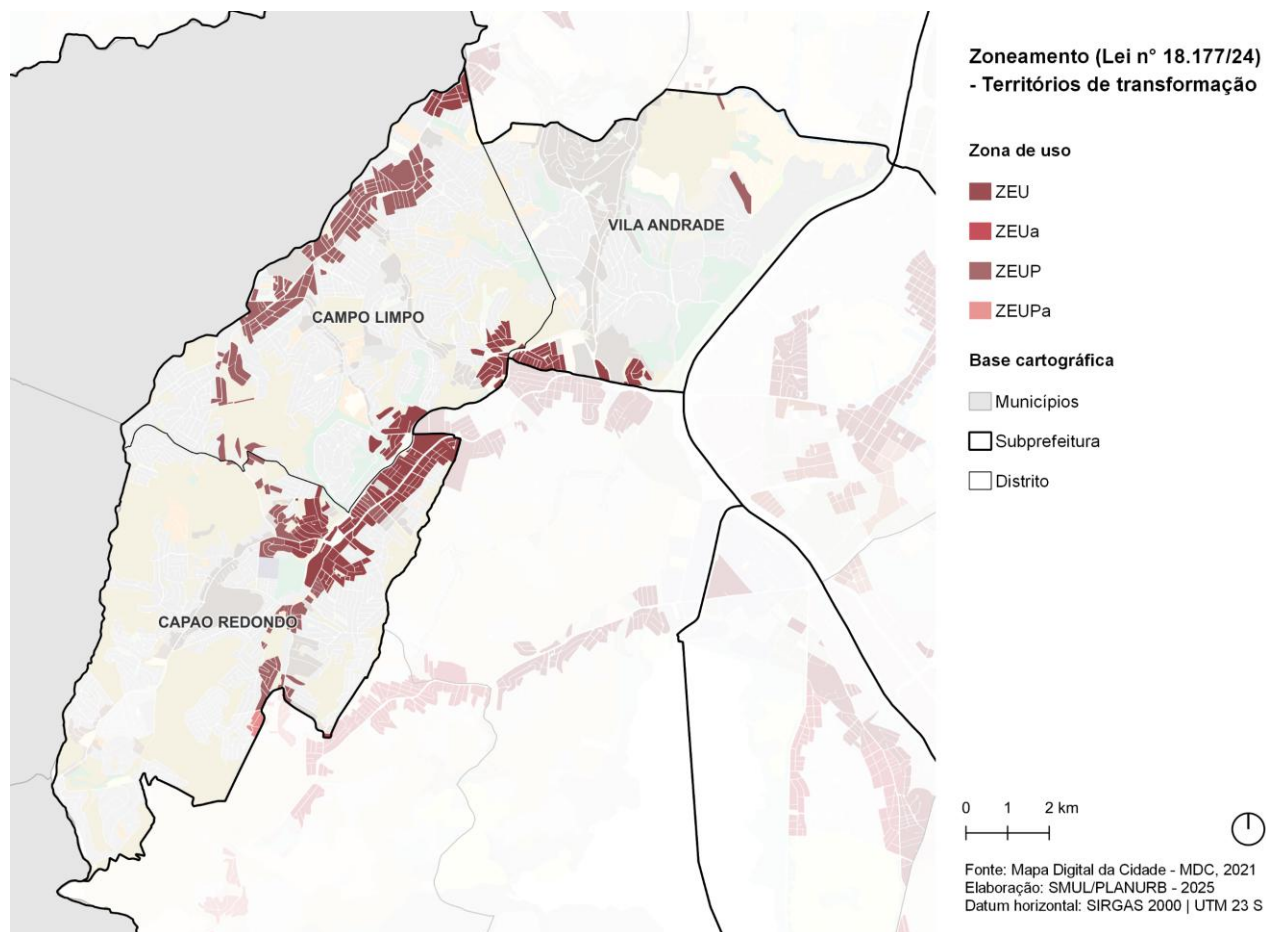 Zoneamento (Lei n° 18.177/24)
- Territórios de transformação
Zona de uso
ZEU
ZEUa
ZEUP
ZEUPa
Base cartográfica
Municípios
Subprefeitura
Distrito
VILA ANDRADE
CAMPO LIMPO
CAPAO REDONDO
0 1 2 km
Fonte: Mapa Digital da Cidade - MDC, 2021
Elaboração: SMUL/PLANURB - 2025
Datum horizontal: SIRGAS 2000 | UTM 23 S